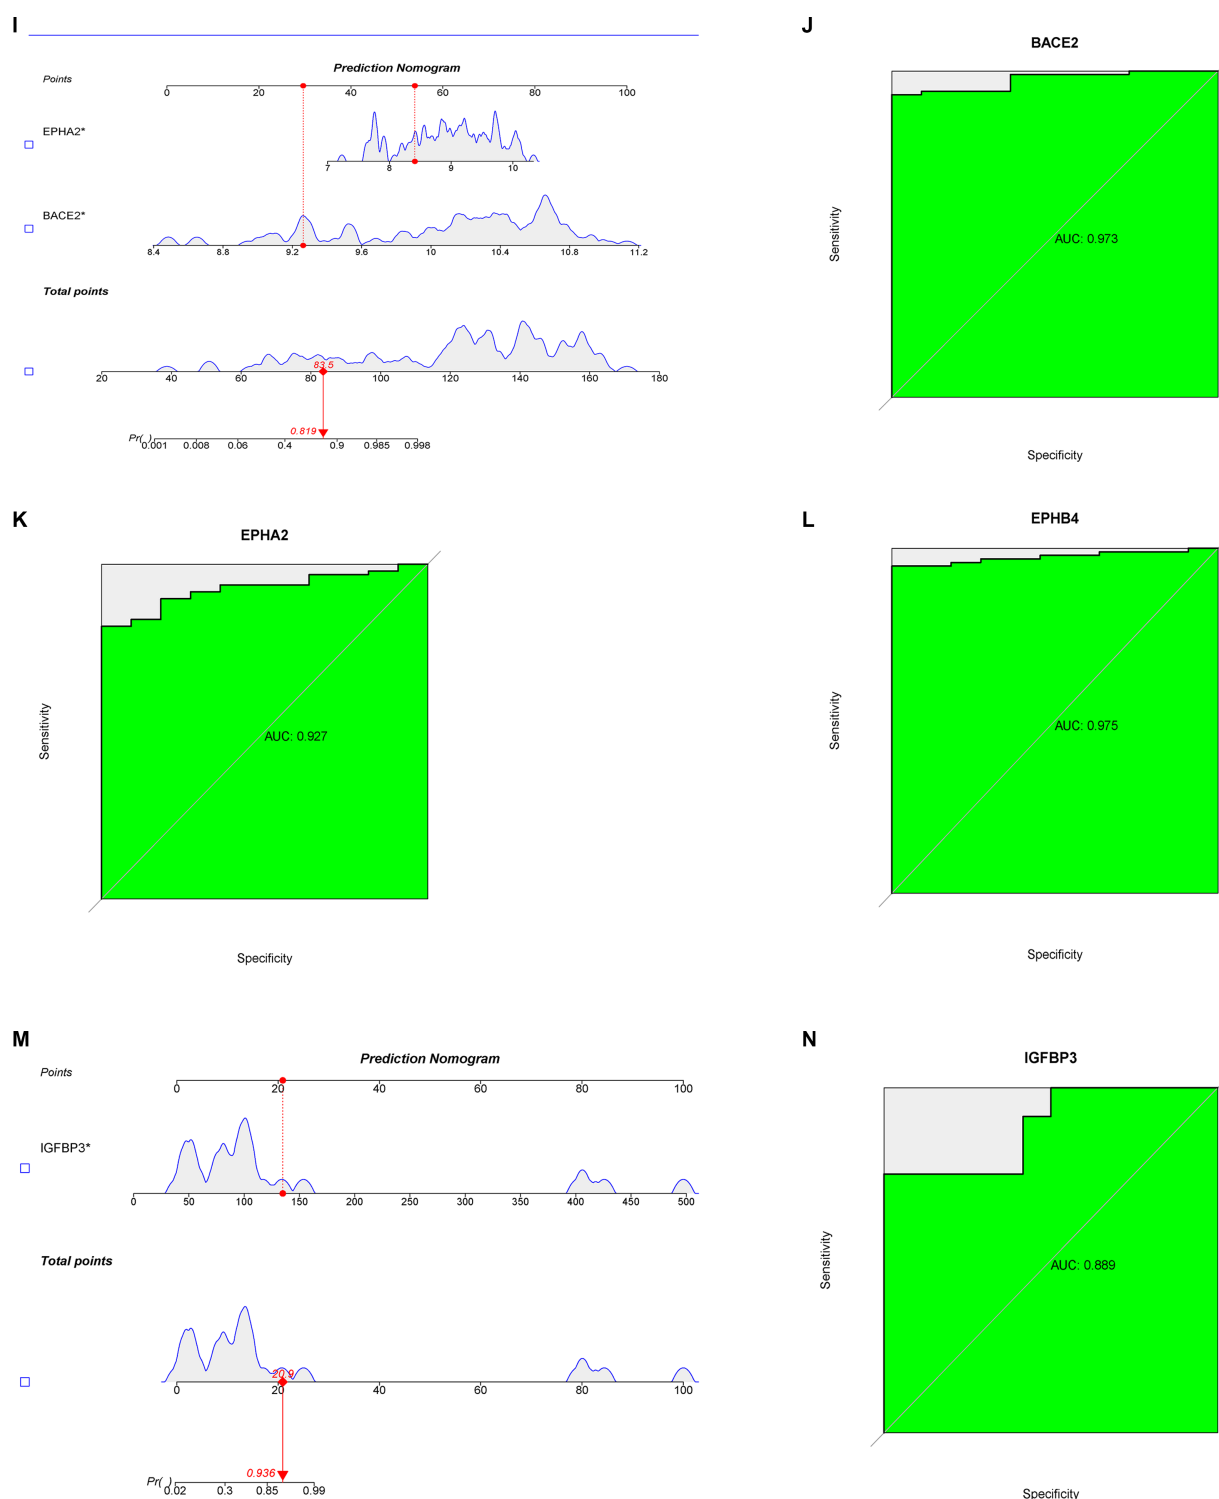 I
Prediction Nomogram
Points
0 20 40 60 80 100
EPHA2*
7 8 9 10
BACE2*
8.4 8.8 9.2 9.6 10 10.4 10.8 11.2
Total points
83.5
20 40 60 80 100 120 140 160 180
0.819
Pr( )
0.001 0.008 0.06 0.4 0.9 0.985 0.998
J
BACE2
Sensitivity
AUC: 0.973
Specificity
K
EPHA2
Sensitivity
AUC: 0.927
Specificity
L
EPHB4
Sensitivity
AUC: 0.975
Specificity
M
Prediction Nomogram
Points
0 20 40 60 80 100
IGFBP3*
0 50 100 150 200 250 300 350 400 450 500
Total points
20.9
0 20 40 60 80 100
0.936
Pr( )
0.02 0.3 0.85 0.99
N
IGFBP3
Sensitivity
AUC: 0.889
Specificity